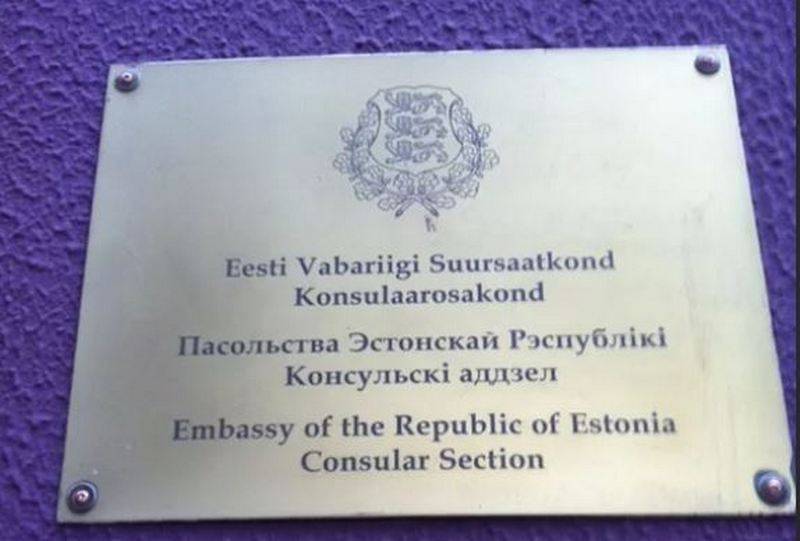 Eesti Vabariigi Suursaatkond
Konsulaarosakond
Пасольства Эстонскай Рэспублікі
Консульскі аддзел
Embassy of the Republic of Estonia
Consular Section